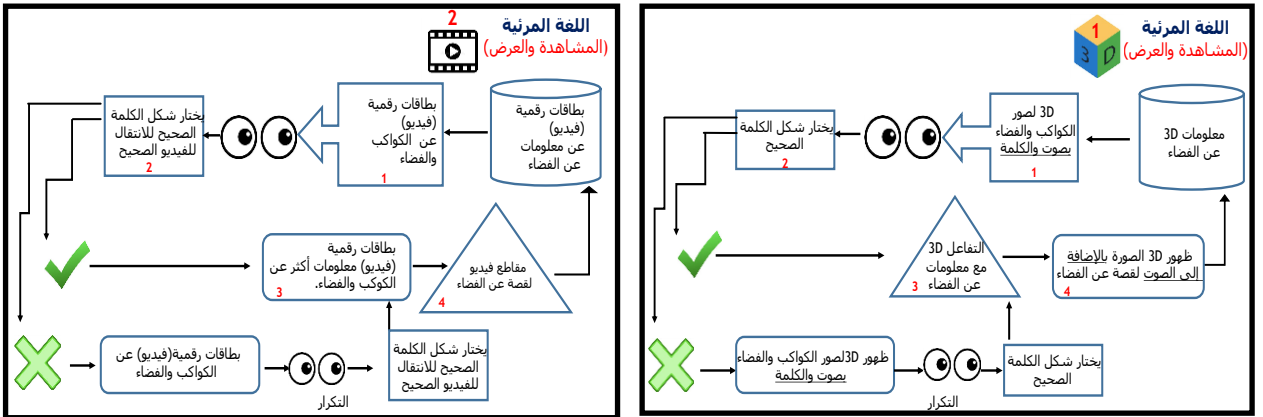 اللغة المرئية
(المشاهدة والعرض)
1
3
D
معلومات 3D
عن الفضاء
3D لصور
الكواكب والفضاء
بصوت والكلمة
1
يختار شكل الكلمة
الصحيح
2
التفاعل 3D
مع معلومات
عن الفضاء
3
ظهور 3D الصورة بالإضافة
إلى الصوت لقصة عن الفضاء
4
ظهور 3D لصور الكواكب والفضاء
بصوت والكلمة
التكرار
يختار شكل الكلمة
الصحيح
اللغة المرئية
(المشاهدة والعرض)
2
بطاقات رقمية
(فيديو)
عن معلومات
عن الفضاء
بطاقات رقمية
(فيديو)
عن الكواكب
والفضاء
1
يختار شكل الكلمة
الصحيح للانتقال
للفيديو الصحيح
2
بطاقات رقمية
(فيديو) معلومات أكثر عن
الكوكب والفضاء.
3
مقاطع فيديو
لقصة عن الفضاء
4
بطاقات رقمية(فيديو) عن
الكواكب والفضاء
التكرار
يختار شكل الكلمة
الصحيح للانتقال
للفيديو الصحيح